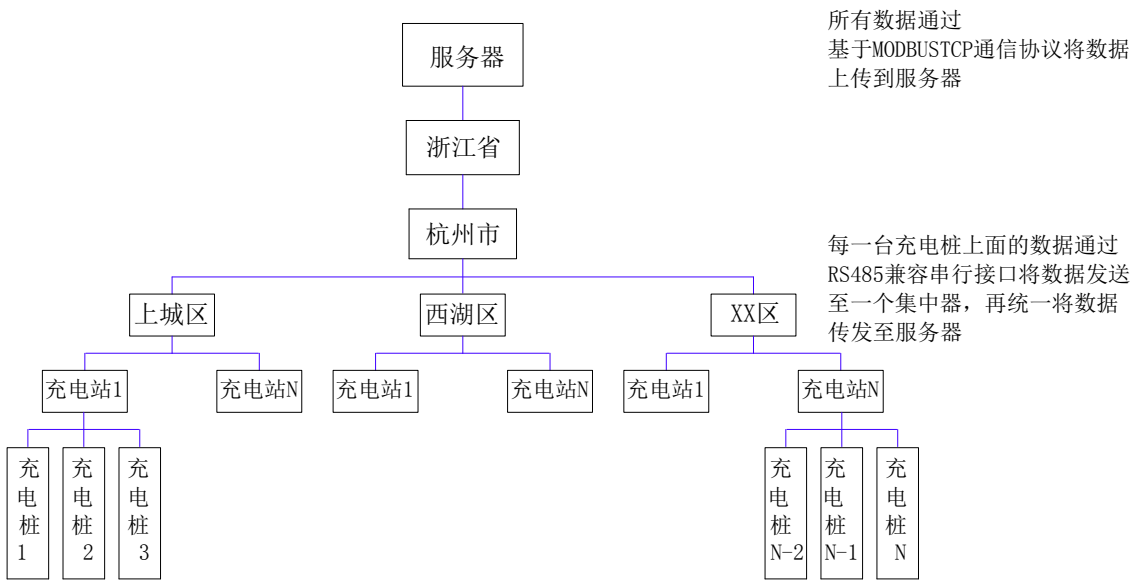 所有数据通过
基于MODBUSTCP通信协议将数据
上传到服务器
服务器
浙江省
杭州市
每一台充电桩上面的数据通过
RS485兼容串行接口将数据发送
至一个集中器，再统一将数据
传发至服务器
上城区
西湖区
XX区
充电站1
充电站N
充电站1
充电站N
充电站1
充电站N
充电桩1
充电桩2
充电桩3
充电桩N-2
充电桩N-1
充电桩N